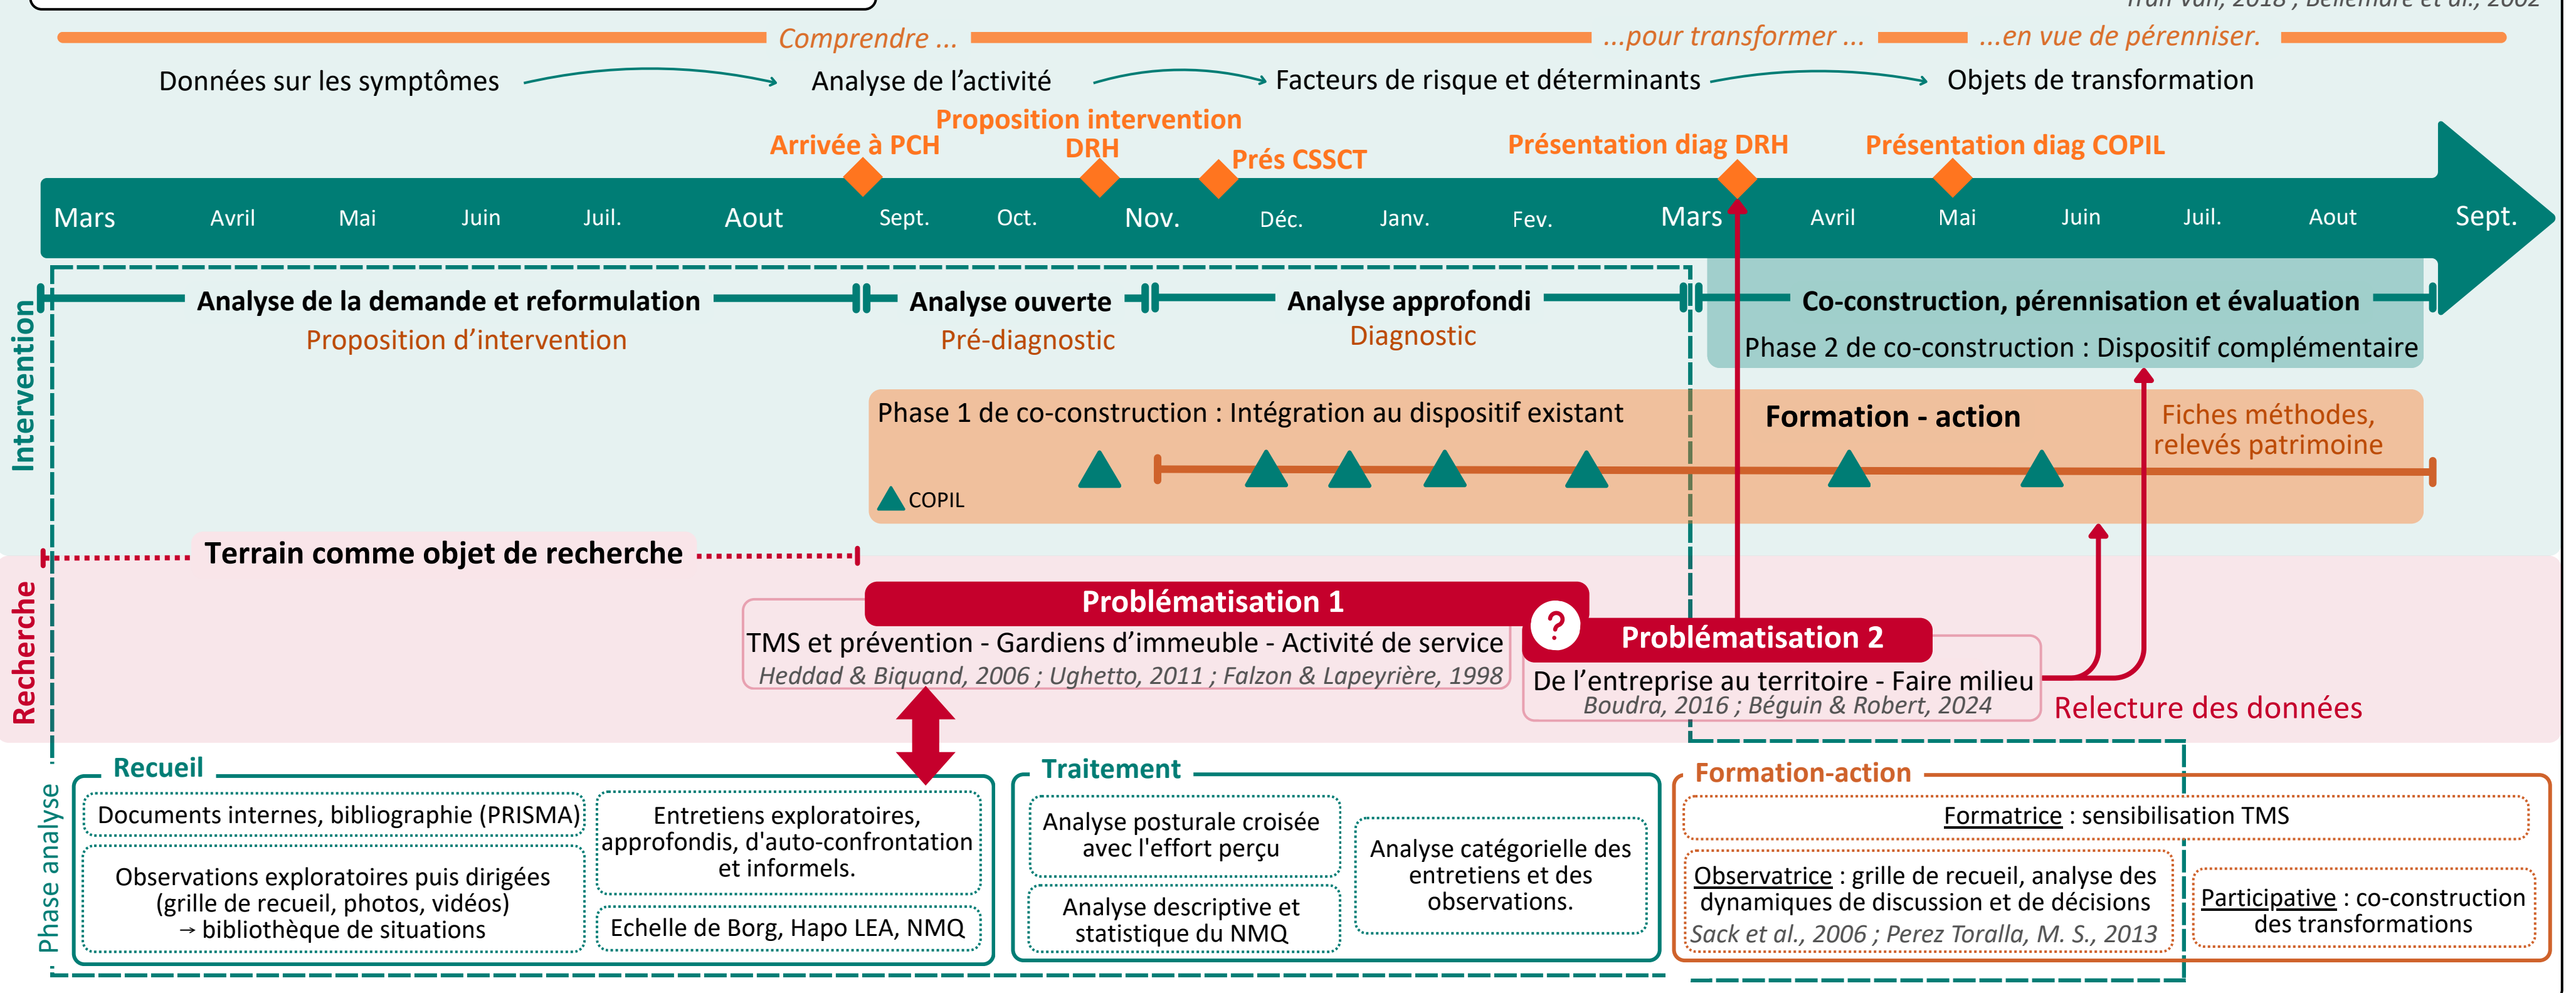 Tran Van, 2018 ; Bellemare et al., 2002
Comprendre ...
...pour transformer ...
...en vue de pérenniser.
Données sur les symptômes
Analyse de l’activité
Facteurs de risque et déterminants
Objets de transformation
Arrivée à PCH
Proposition intervention
DRH
Prés CSSCT
Présentation diag DRH
Présentation diag COPIL
Mars
Avril
Mai
Juin
Juil.
Aout
Sept.
Oct.
Nov.
Déc.
Janv.
Fev.
Mars
Avril
Mai
Juin
Juil.
Aout
Sept.
Intervention
Analyse de la demande et reformulation
Proposition d’intervention
Analyse ouverte
Pré-diagnostic
Analyse approfondi
Diagnostic
Co-construction, pérennisation et évaluation
Phase 2 de co-construction : Dispositif complémentaire
Phase 1 de co-construction : Intégration au dispositif existant
Formation - action
Fiches méthodes,
relevés patrimoine
COPIL
Recherche
Terrain comme objet de recherche
Problématisation 1
TMS et prévention - Gardiens d’immeuble - Activité de service
Heddad & Biquand, 2006 ; Ughetto, 2011 ; Falzon & Lapeyrière, 1998
?
Problématisation 2
De l’entreprise au territoire - Faire milieu
Boudra, 2016 ; Béguin & Robert, 2024
Relecture des données
Phase analyse
Recueil
Documents internes, bibliographie (PRISMA)
Observations exploratoires puis dirigées
(grille de recueil, photos, vidéos)
→ bibliothèque de situations
Entretiens exploratoires,
approfondis, d'auto-confrontation
et informels.
Echelle de Borg, Hapo LEA, NMQ
Traitement
Analyse posturale croisée
avec l'effort perçu
Analyse descriptive et
statistique du NMQ
Analyse catégorielle des
entretiens et des
observations.
Formation-action
Formatrice : sensibilisation TMS
Observatrice : grille de recueil, analyse des
dynamiques de discussion et de décisions
Sack et al., 2006 ; Perez Toralla, M. S., 2013
Participative : co-construction
des transformations